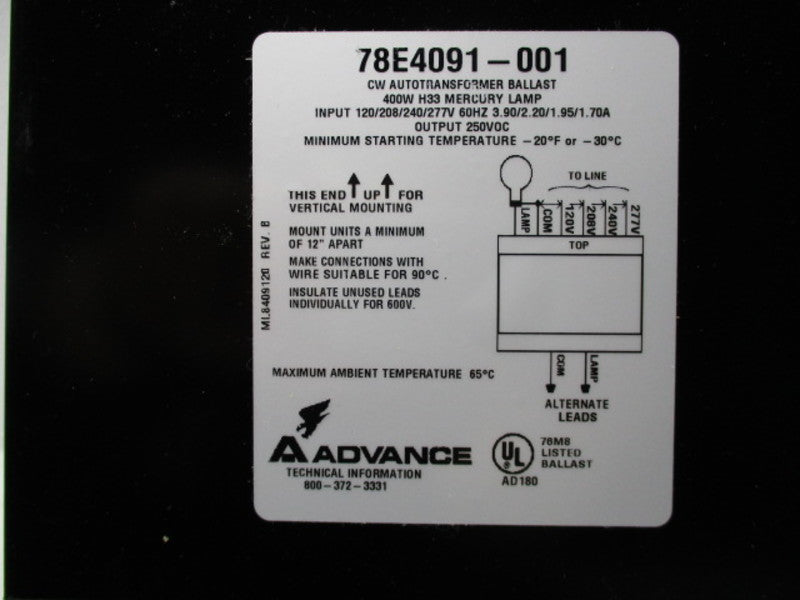 78E4091-001
CW AUTOTRANSFORMER BALLAST
400W H33 MERCURY LAMP
INPUT 120/208/240/277V 60HZ 3.90/2.20/1.95/1.70A
OUTPUT 250VOC
MINIMUM STARTING TEMPERATURE -20°F or -30°C
THIS END ↑ UP ↑ FOR
VERTICAL MOUNTING
MOUNT UNITS A MINIMUM
OF 12" APART
MAKE CONNECTIONS WITH
WIRE SUITABLE FOR 90°C .
INSULATE UNUSED LEADS
INDIVIDUALLY FOR 600V.
ML8409120 REV. B
TO LINE
LAMP
COM
120V
208V
240V
277V
TOP
COM
LAMP
ALTERNATE
LEADS
MAXIMUM AMBIENT TEMPERATURE 65°C
ADVANCE
TECHNICAL INFORMATION
800-372-3331
UL
76M8
LISTED
BALLAST
AD180